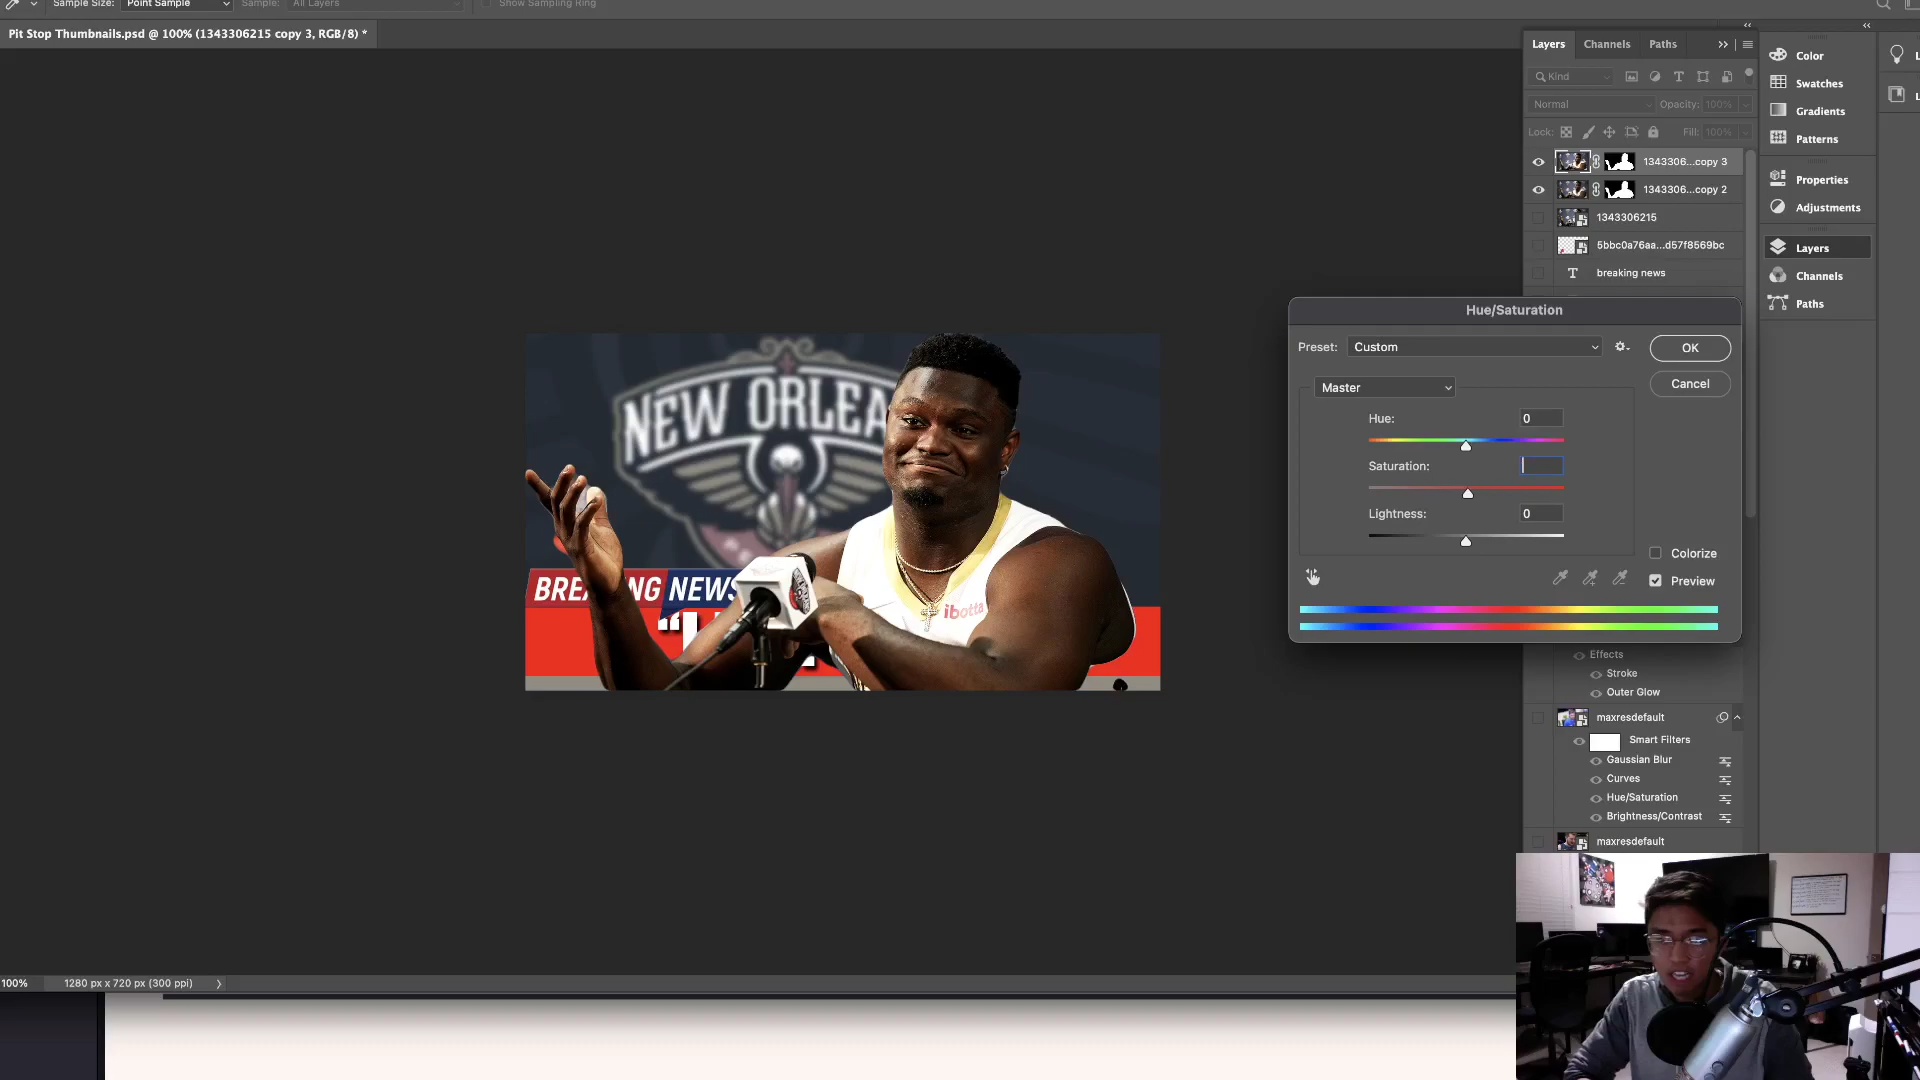 Sample Size:
Point Sample
Sample:
All Layers
Show Sampling Ring
Pit Stop Thumbnails.psd @ 100% (1343306215 copy 3, RGB/8) *
Layers
Channels
Paths
Kind
Normal
Opacity: 100%
Lock:
Fill: 100%
1343306...copy 3
1343306...copy 2
1343306215
5bbc0a76aa...d57f8569bc
breaking news
Color
Swatches
Gradients
Patterns
Properties
Adjustments
Layers
Channels
Paths
Hue/Saturation
Preset: Custom
OK
Cancel
Master
Hue: 0
Saturation:
Lightness: 0
Colorize
Preview
Effects
Stroke
Outer Glow
maxresdefault
Smart Filters
Gaussian Blur
Curves
Hue/Saturation
Brightness/Contrast
maxresdefault
NEW ORLEA
BREAKING NEWS
ibotta
100%
1280 px x 720 px (300 ppi)